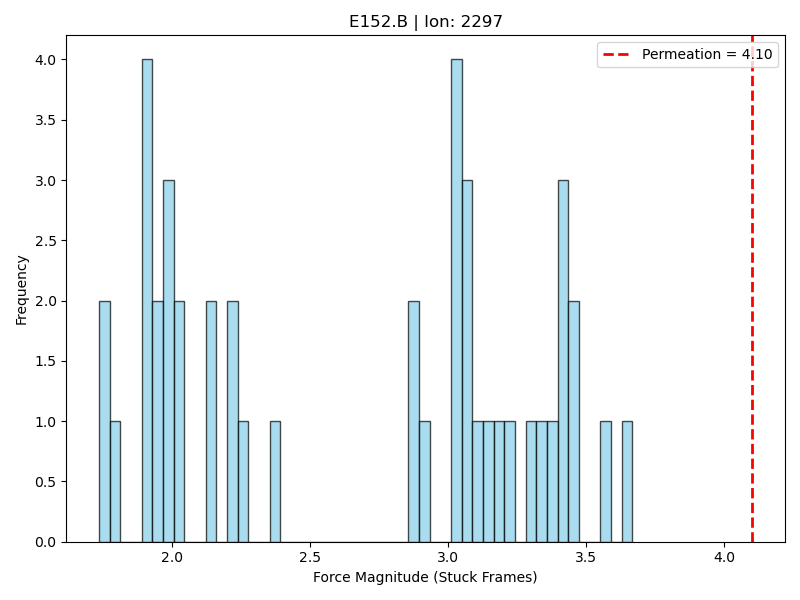 E152.B | Ion: 2297
Permeation = 4.10
4.0
3.5
3.0
2.5
2.0
1.5
1.0
0.5
0.0
Frequency
2.0 2.5 3.0 3.5 4.0
Force Magnitude (Stuck Frames)